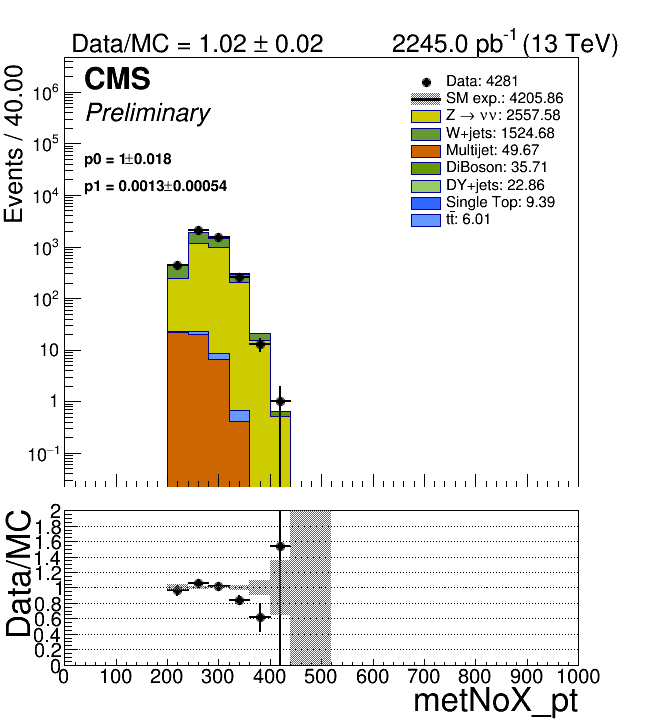 Data/MC = 1.02 ± 0.02 2245.0 pb⁻¹ (13 TeV)
CMS
Preliminary
p0 = 1±0.018
p1 = 0.0013±0.00054
Data: 4281
SM exp.: 4205.86
Z → νν: 2557.58
W+jets: 1524.68
Multijet: 49.67
DiBoson: 35.71
DY+jets: 22.86
Single Top: 9.39
tt̄: 6.01
Events / 40.00
10⁶
10⁵
10⁴
10³
10²
10
1
10⁻¹
Data/MC
2
1.8
1.6
1.4
1.2
1
0.8
0.6
0.4
0.2
0
0 100 200 300 400 500 600 700 800 900 1000
metNoX_pt